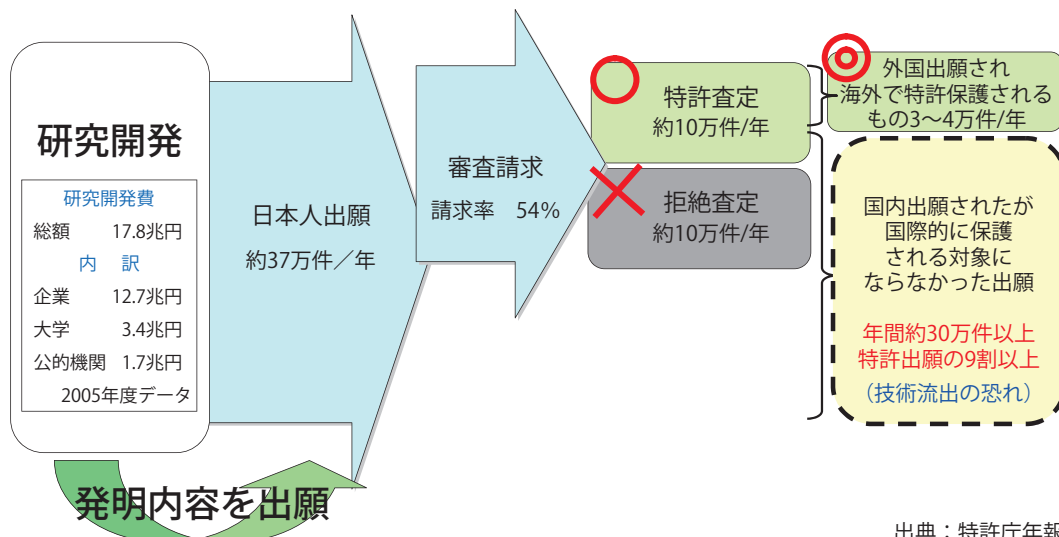 研究開発
研究開発費
総額 17.8兆円
内 訳
企業 12.7兆円
大学 3.4兆円
公的機関 1.7兆円
2005年度データ
発明内容を出願
日本人出願
約37万件／年
審査請求
請求率 54%
特許査定
約10万件/年
拒絶査定
約10万件/年
外国出願され
海外で特許保護される
もの3〜4万件/年
国内出願されたが
国際的に保護
される対象に
ならなかった出願
年間約30万件以上
特許出願の9割以上
（技術流出の恐れ）
出典：特許庁年報